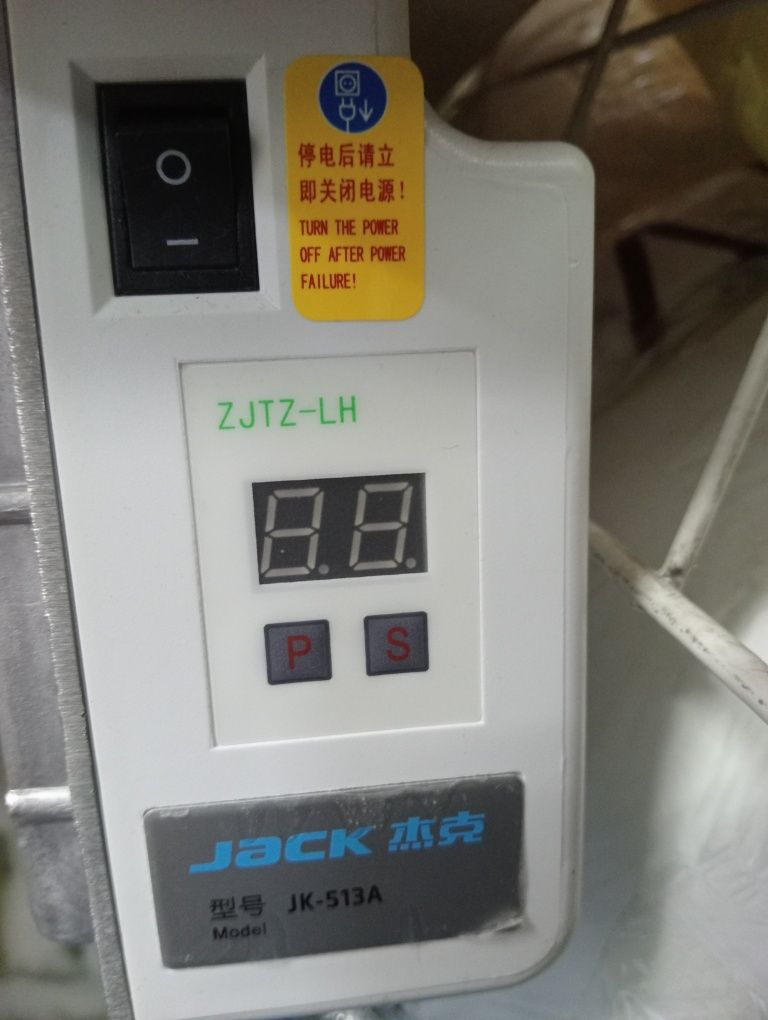 停电后请立
即关闭电源！
TURN THE POWER
OFF AFTER POWER
FAILURE!
ZJTZ-LH
P S
JACK 杰克
型号 JK-513A
Model